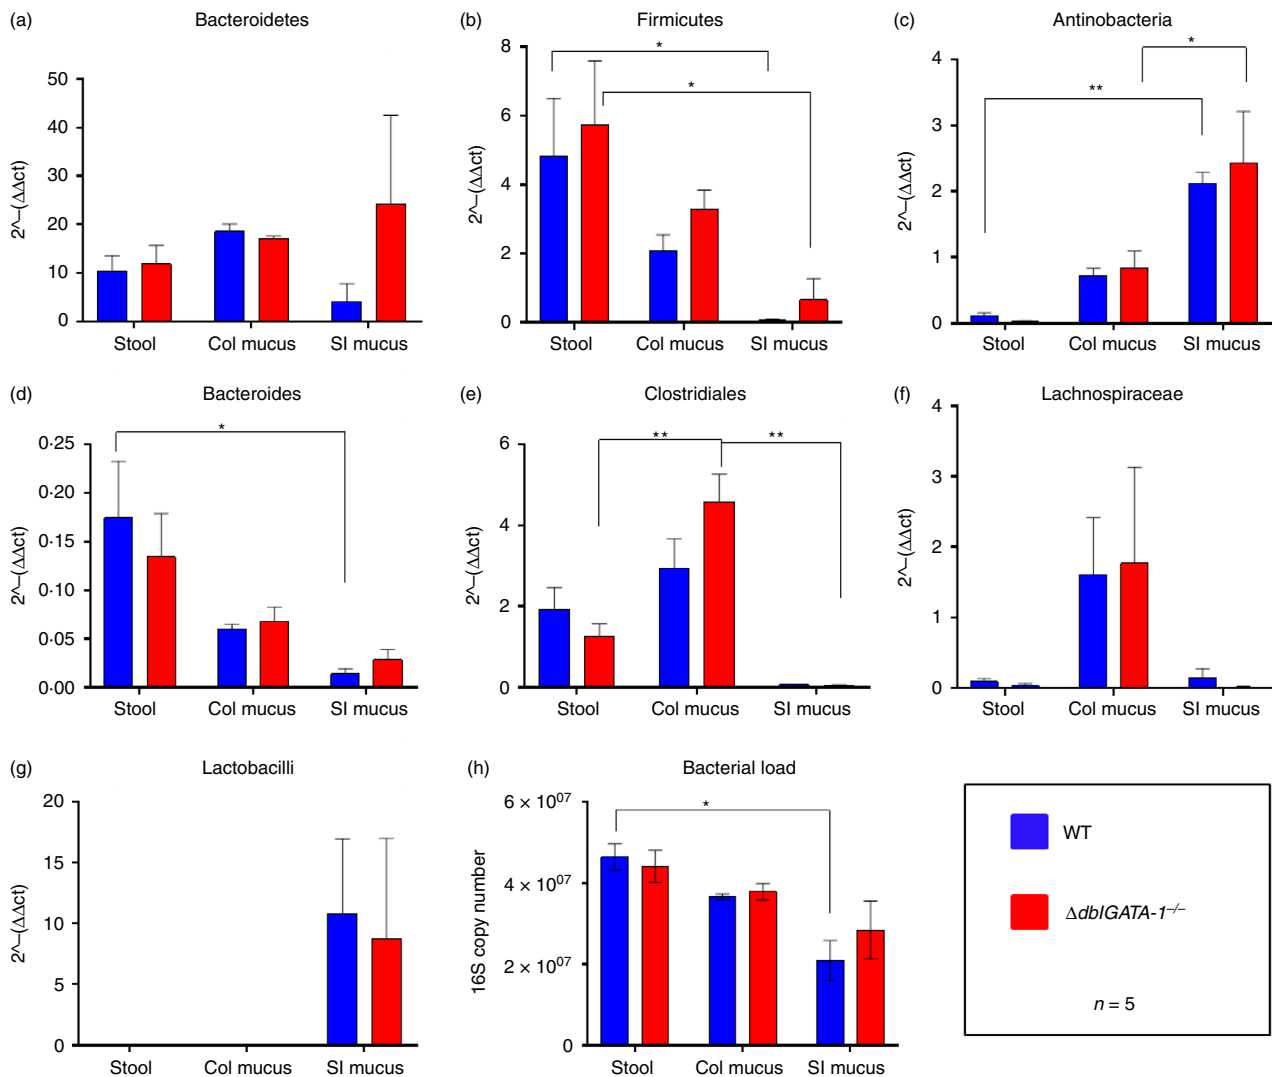 (a) Bacteroidetes
2^–(ΔΔct)
50
40
30
20
10
0
Stool Col mucus SI mucus
(b) Firmicutes
2^–(ΔΔct)
8
6
4
2
0
* 
*
Stool Col mucus SI mucus
(c) Antinobacteria
2^–(ΔΔct)
4
3
2
1
0
*
**
Stool Col mucus SI mucus
(d) Bacteroides
2^–(ΔΔct)
0·25
0·20
0·15
0·10
0·05
0·00
*
Stool Col mucus SI mucus
(e) Clostridiales
2^–(ΔΔct)
6
4
2
0
** **
Stool Col mucus SI mucus
(f) Lachnospiraceae
2^–(ΔΔct)
4
3
2
1
0
Stool Col mucus SI mucus
(g) Lactobacilli
2^–(ΔΔct)
20
15
10
5
0
Stool Col mucus SI mucus
(h) Bacterial load
16S copy number
6 × 10⁰⁷
4 × 10⁰⁷
2 × 10⁰⁷
0
*
Stool Col mucus SI mucus
WT
ΔdblGATA-1⁻/⁻
n = 5